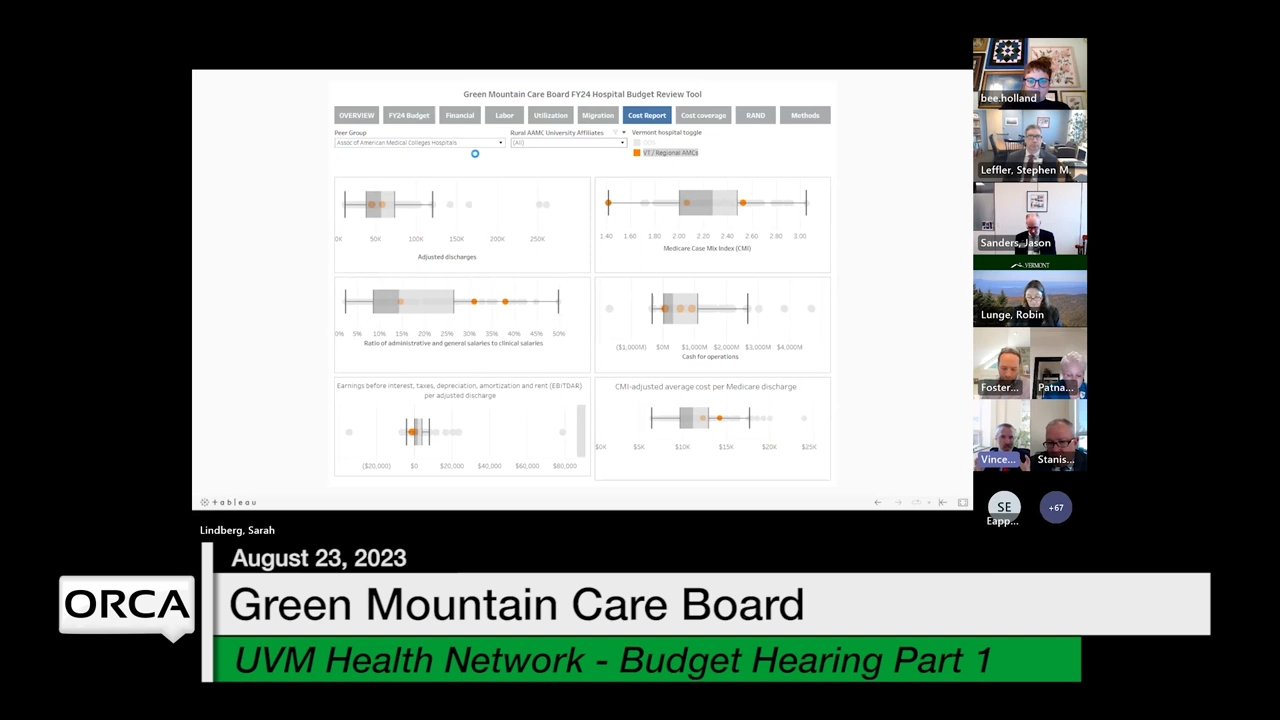 Green Mountain Care Board FY24 Hospital Budget Review Tool
OVERVIEW FY24 Budget Financial Labor Utilization Migration Cost Report Cost coverage RAND Methods
Peer Group
Assoc of American Medical Colleges Hospitals
Rural AAMC University Affiliates
(All)
Vermont hospital toggle
VT / Regional AMCs
0K 50K 100K 150K 200K 250K
Adjusted discharges
1.40 1.60 1.80 2.00 2.20 2.40 2.60 2.80 3.00
Medicare Case Mix Index (CMI)
0% 5% 10% 15% 20% 25% 30% 35% 40% 45% 50%
Ratio of administrative and general salaries to clinical salaries
($1,000M) $0M $1,000M $2,000M $3,000M $4,000M
Cash for operations
Earnings before interest, taxes, depreciation, amortization and rent (EBITDAR)
per adjusted discharge
($20,000) $0 $20,000 $40,000 $60,000 $80,000
CMI-adjusted average cost per Medicare discharge
$0K $10K $15K $20K $25K
+ a b l e a u
bee.holland
Leffler, Stephen M.
Sanders, Jason
VERMONT
Lunge, Robin
Foster...
Patna...
Vince...
Stanis...
SE
Eapp...
+67
Lindberg, Sarah
August 23, 2023
ORCA
Green Mountain Care Board
UVM Health Network - Budget Hearing Part 1